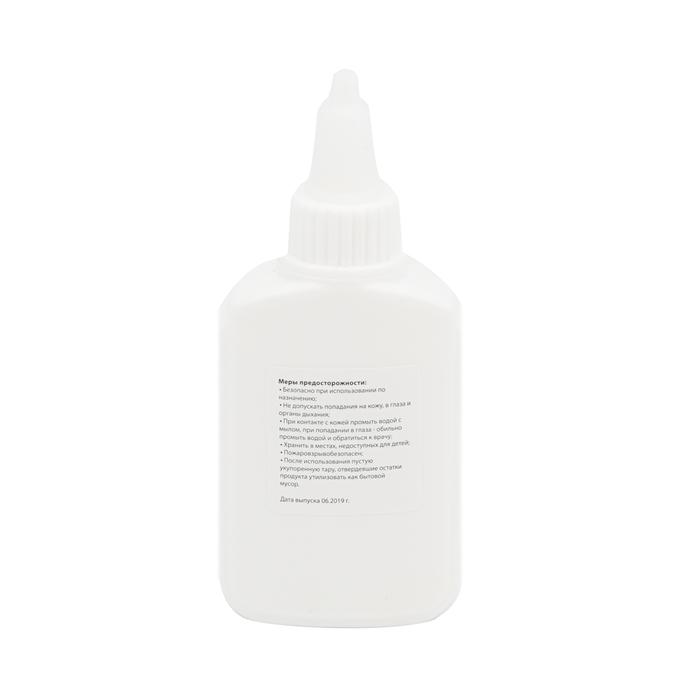 Меры предосторожности:
• Безопасно при использовании по
назначению;
• Не допускать попадания на кожу, в глаза и
органы дыхания;
• При контакте с кожей промыть водой с
мылом, при попадании в глаза - обильно
промыть водой и обратиться к врачу;
• Хранить в местах, недоступных для детей;
• Пожаровзрывобезопасен;
• После использования пустую
укупоренную тару, отвердевшие остатки
продукта утилизовать как бытовой
мусор.
Дата выпуска 06.2019 г.